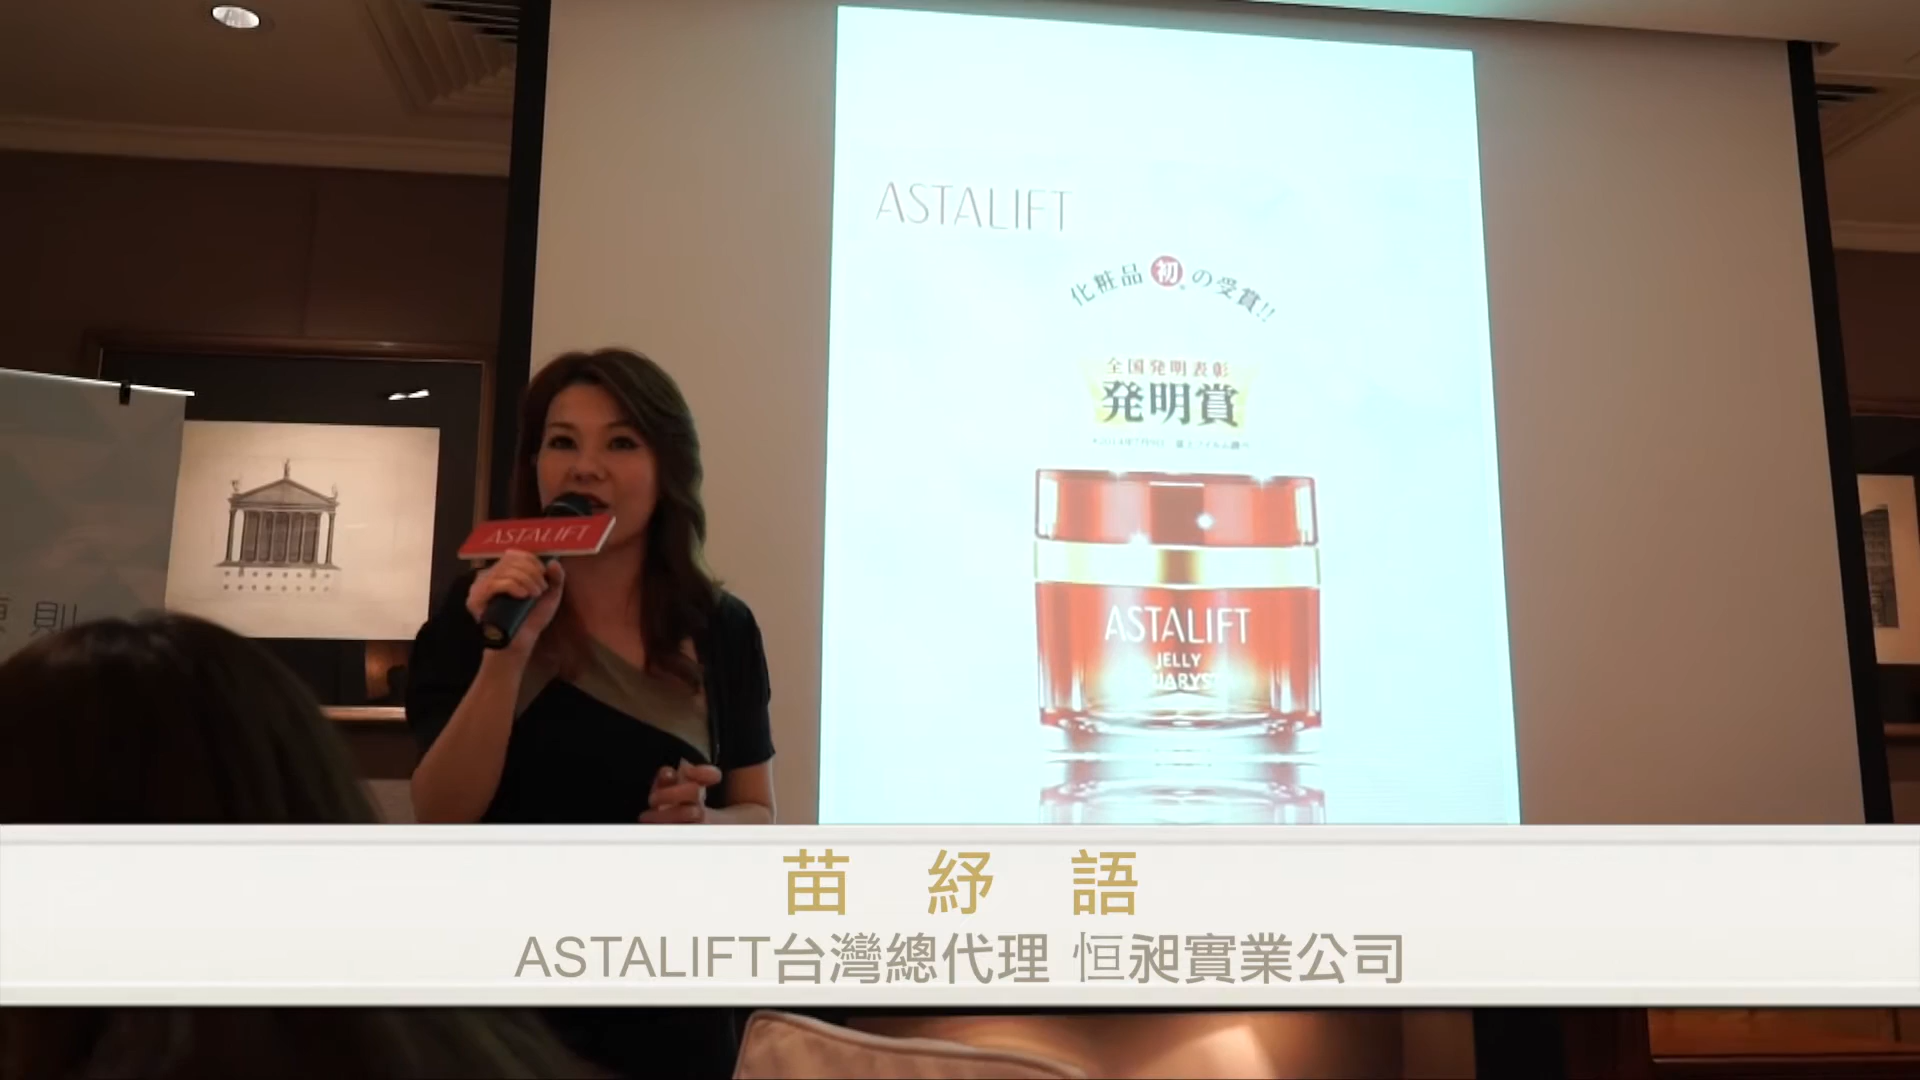 ASTALIFT
化粧品初の受賞!!
全国発明表彰
発明賞
ASTALIFT
ASTALIFT
JELLY
則
苗 紓 語
ASTALIFT台灣總代理 恒昶實業公司